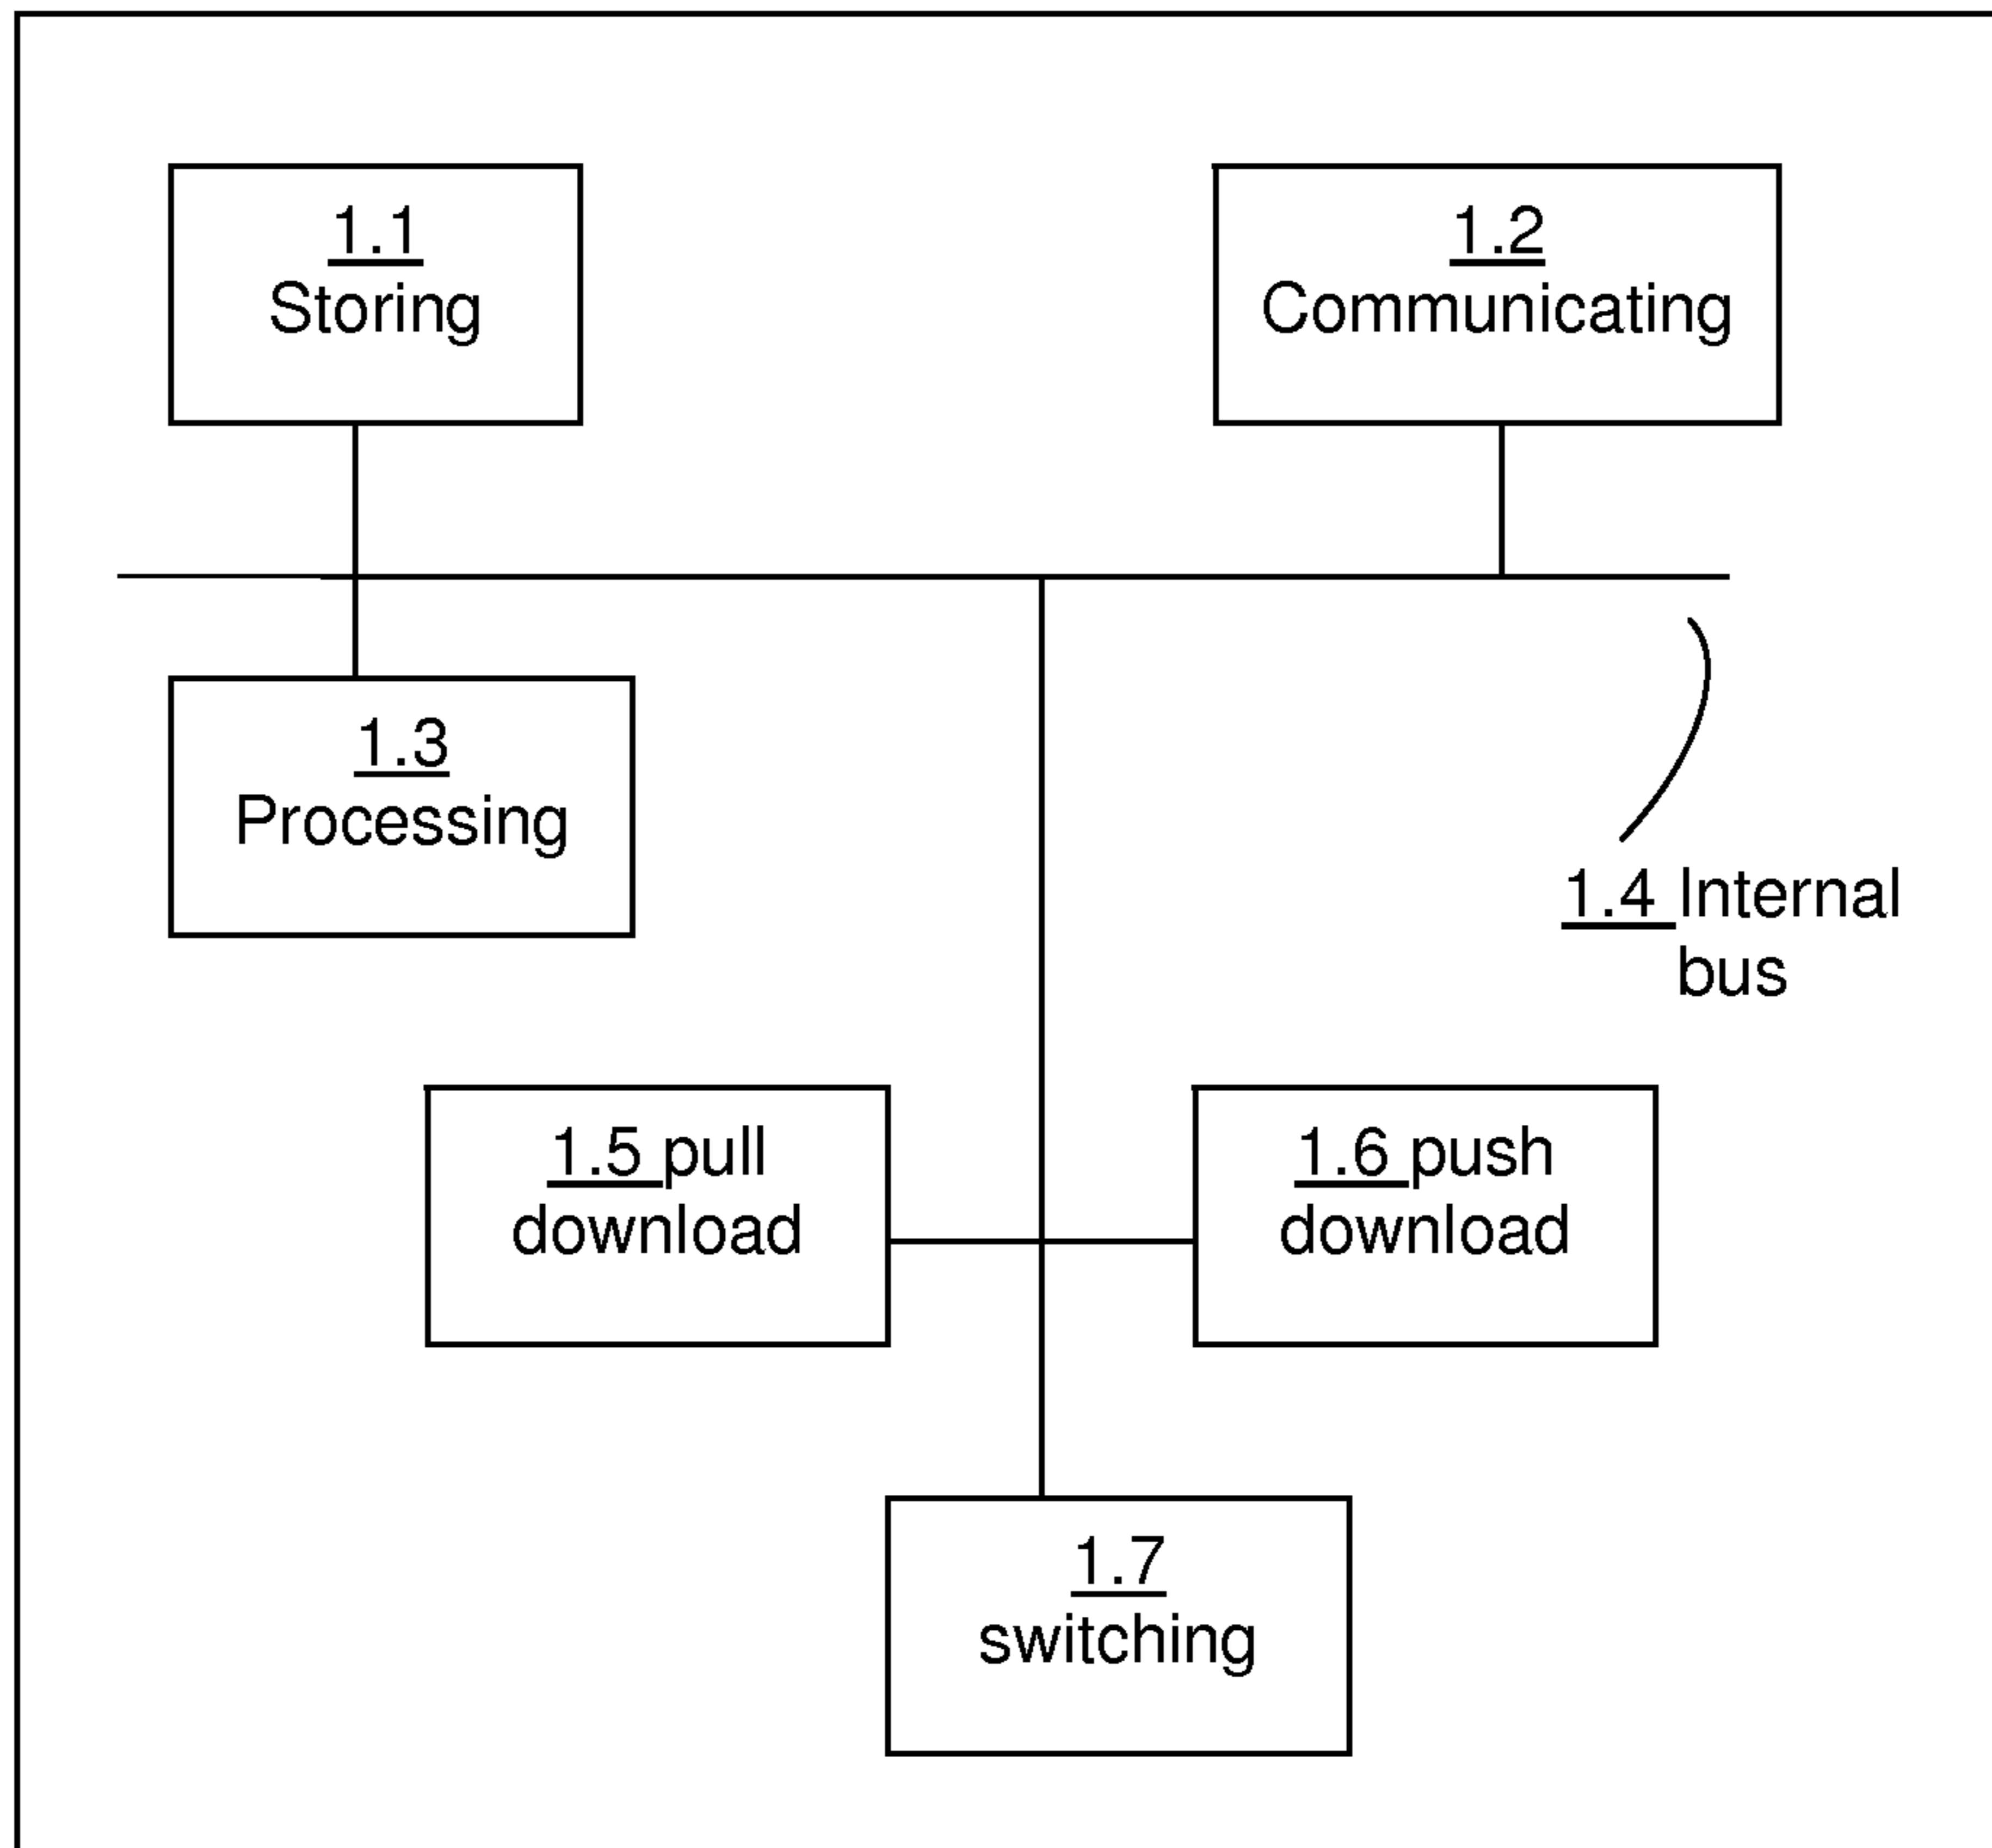 1.1
Storing
1.2
Communicating
1.3
Processing
1.4 Internal
bus
1.5 pull
download
1.6 push
download
1.7
switching